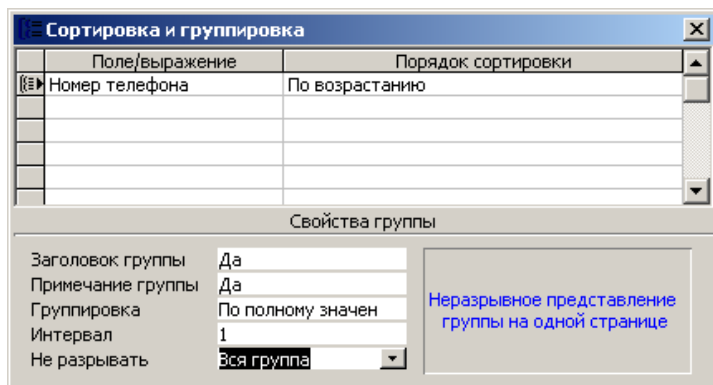 Сортировка и группировка
Поле/выражение Порядок сортировки
Номер телефона По возрастанию
Свойства группы
Заголовок группы Да
Примечание группы Да
Группировка По полному значен
Интервал 1
Не разрывать Вся группа
Неразрывное представление
группы на одной странице